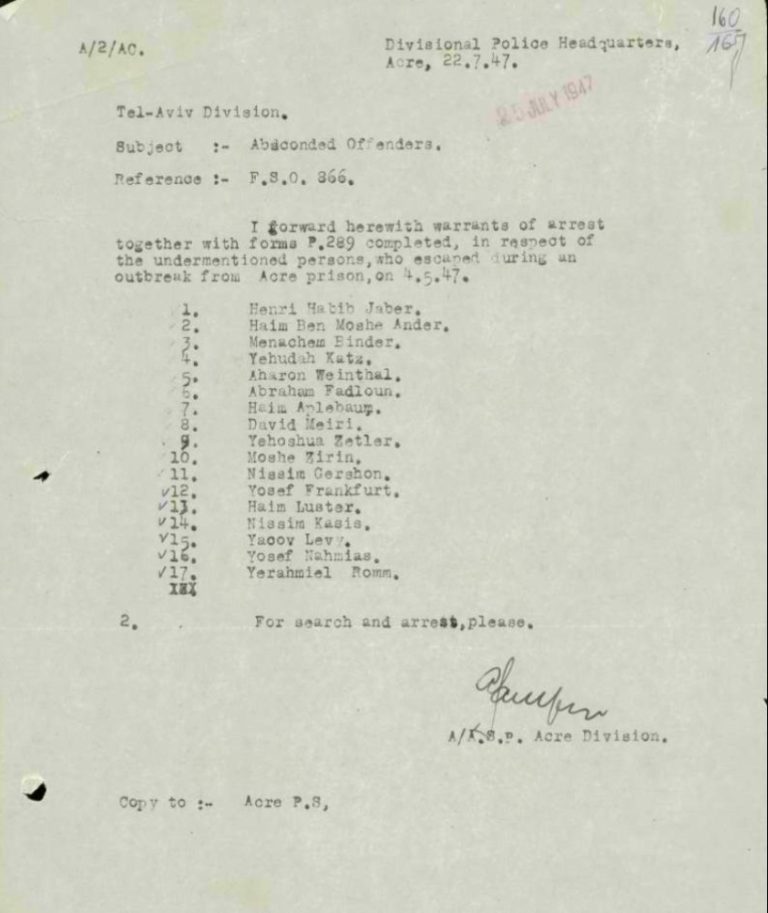 160
167
A/2/AC.
Divisional Police Headquarters,
Acre, 22.7.47.
25 JULY 1947
Tel-Aviv Division.
Subject :- Absconded Offenders.
Reference :- F.S.O. 866.
I forward herewith warrants of arrest
together with forms P.289 completed, in respect of
the undermentioned persons,who escaped during an
outbreak from Acre prison,on 4.5.47.
1. Henri Habib Jaber.
2. Haim Ben Moshe Ander.
3. Menachem Binder.
4. Yehudah Katz.
5. Aharon Weinthal.
6. Abraham Fadloun.
7. Haim Aplebaum.
8. David Meiri.
9. Yehoshua Zetler.
10. Moshe Zirin.
11. Nissim Gershon.
✓12. Yosef Frankfurt.
✓13. Haim Luster.
✓14. Nissim Kasis.
✓15. Yacov Levy.
✓16. Yosef Nahmias.
✓17. Yerahmiel Romm.
2. For search and arrest,please.
A/A.S.P. Acre Division.
Copy to :- Acre P.S,